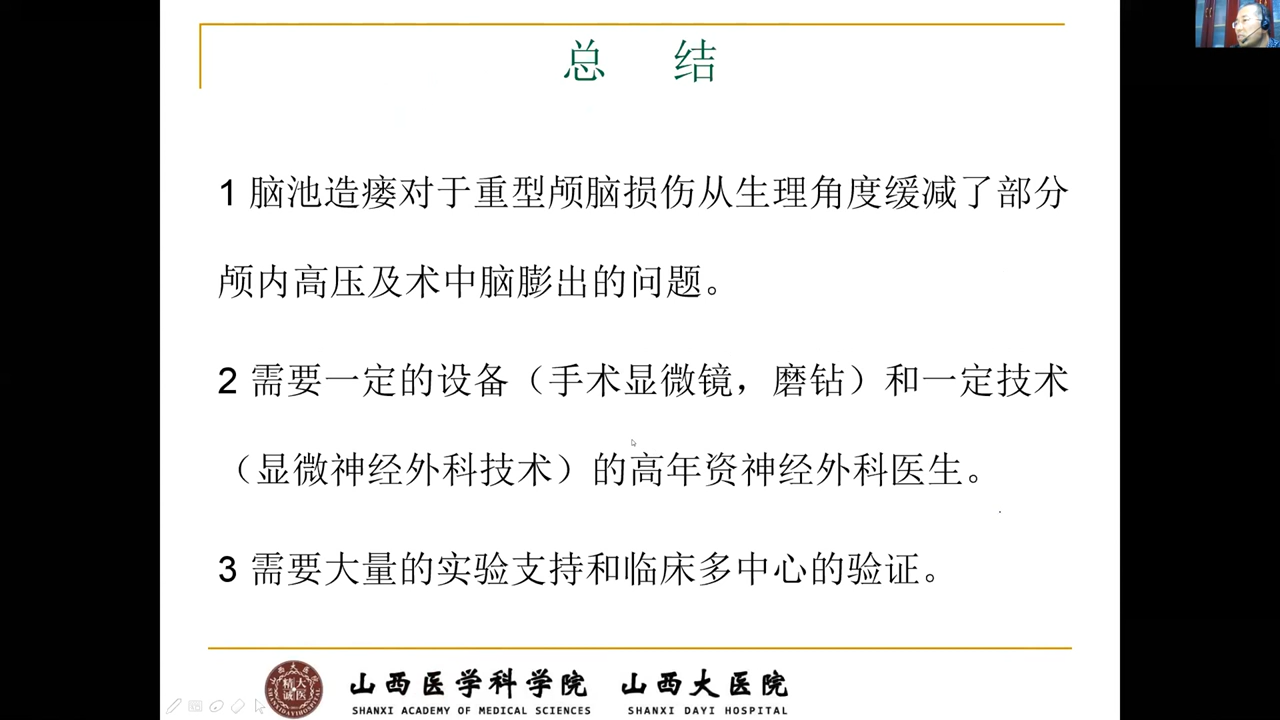 总 结
1 脑池造瘘对于重型颅脑损伤从生理角度缓减了部分
颅内高压及术中脑膨出的问题。
2 需要一定的设备（手术显微镜，磨钻）和一定技术
（显微神经外科技术）的高年资神经外科医生。
3 需要大量的实验支持和临床多中心的验证。
山西医学科学院 山西大医院
SHANXI ACADEMY OF MEDICAL SCIENCES SHANXI DAYI HOSPITAL